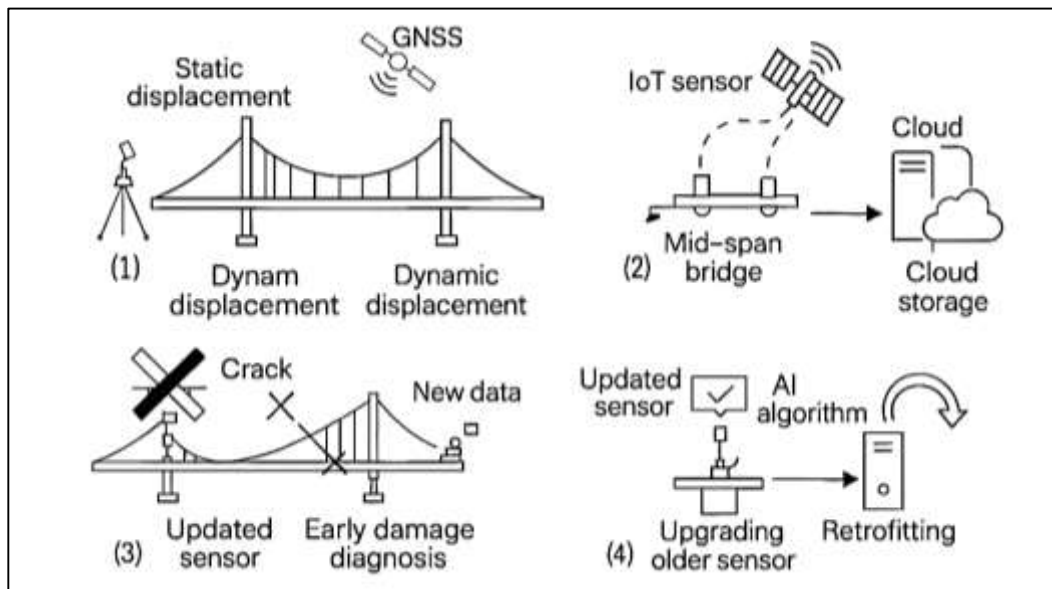 GNSS
Static
displacement
(1)
Dynam
displacement
Dynamic
displacement
IoT sensor
Cloud
(2)
Mid-span
bridge
Cloud
storage
Crack
New data
(3)
Updated
sensor
Early damage
diagnosis
Updated
sensor
AI
algorithm
(4)
Upgrading
older sensor
Retrofitting